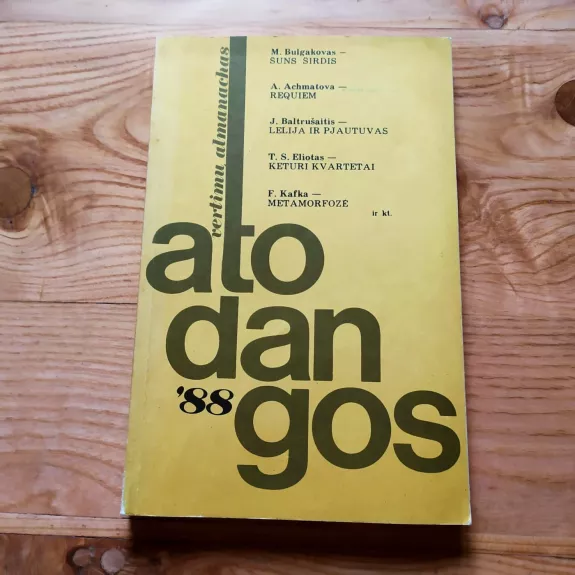 vertimų almanachas
M. Bulgakovas —
ŠUNS ŠIRDIS
A. Achmatova —
REQUIEM
J. Baltrušaitis —
LELIJA IR PJAUTUVAS
T. S. Eliotas —
KETURI KVARTETAI
F. Kafka —
METAMORFOZĖ
ir kt.
ato
dan
'88 gos